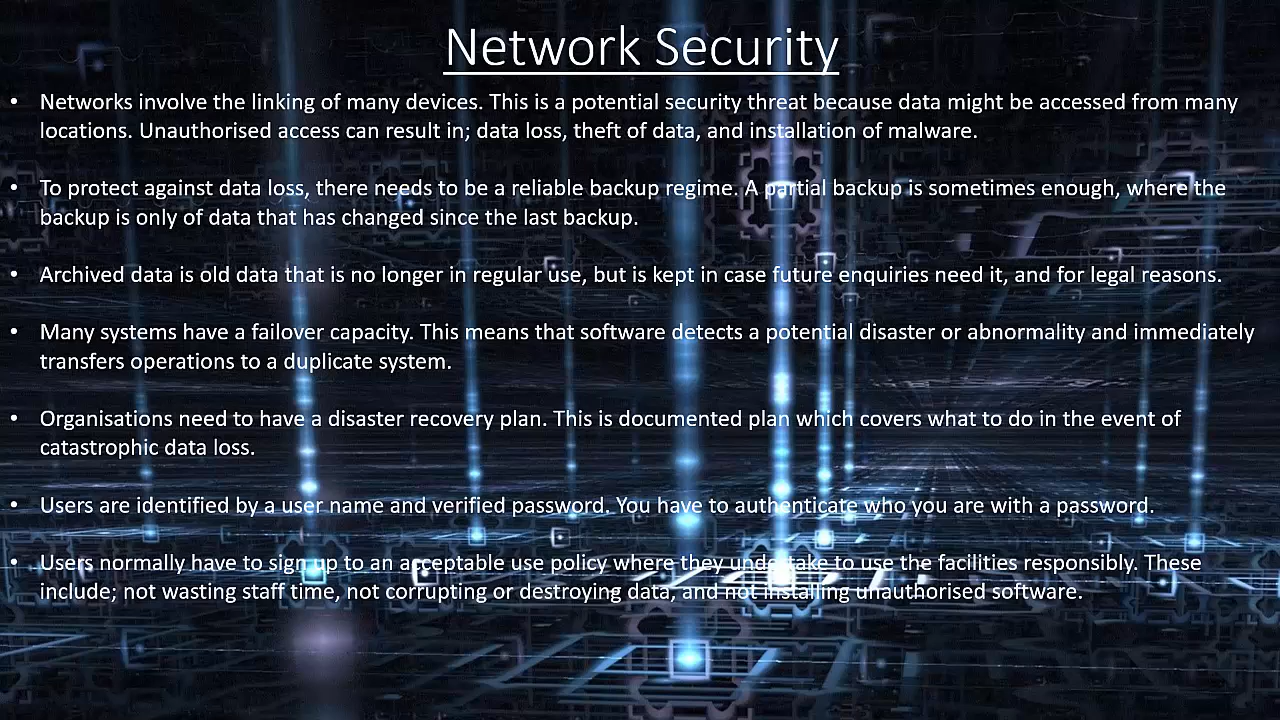 Network Security
• Networks involve the linking of many devices. This is a potential security threat because data might be accessed from many
locations. Unauthorised access can result in; data loss, theft of data, and installation of malware.
• To protect against data loss, there needs to be a reliable backup regime. A partial backup is sometimes enough, where the
backup is only of data that has changed since the last backup.
• Archived data is old data that is no longer in regular use, but is kept in case future enquiries need it, and for legal reasons.
• Many systems have a failover capacity. This means that software detects a potential disaster or abnormality and immediately
transfers operations to a duplicate system.
• Organisations need to have a disaster recovery plan. This is documented plan which covers what to do in the event of
catastrophic data loss.
• Users are identified by a user name and verified password. You have to authenticate who you are with a password.
• Users normally have to sign up to an acceptable use policy where they undertake to use the facilities responsibly. These
include; not wasting staff time, not corrupting or destroying data, and not installing unauthorised software.